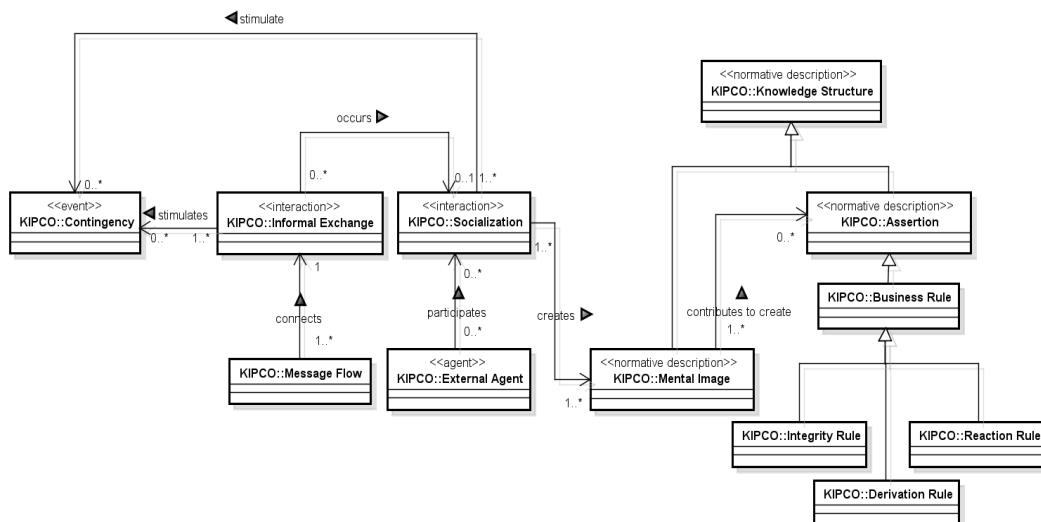 stimulate
<<normative description>>
KIPCO::Knowledge Structure
occurs
0..*
0..*
0..1
1..*
<<event>>
KIPCO::Contingency
stimulates
0..*
1..*
<<interaction>>
KIPCO::Informal Exchange
<<interaction>>
KIPCO::Socialization
<<normative description>>
KIPCO::Assertion
1..*
0..*
1
0..*
KIPCO::Business Rule
connects
participates
creates
contributes to create
1..*
0..*
1..*
<<agent>>
KIPCO::External Agent
KIPCO::Message Flow
<<normative description>>
KIPCO::Mental Image
1..*
KIPCO::Integrity Rule
KIPCO::Reaction Rule
KIPCO::Derivation Rule